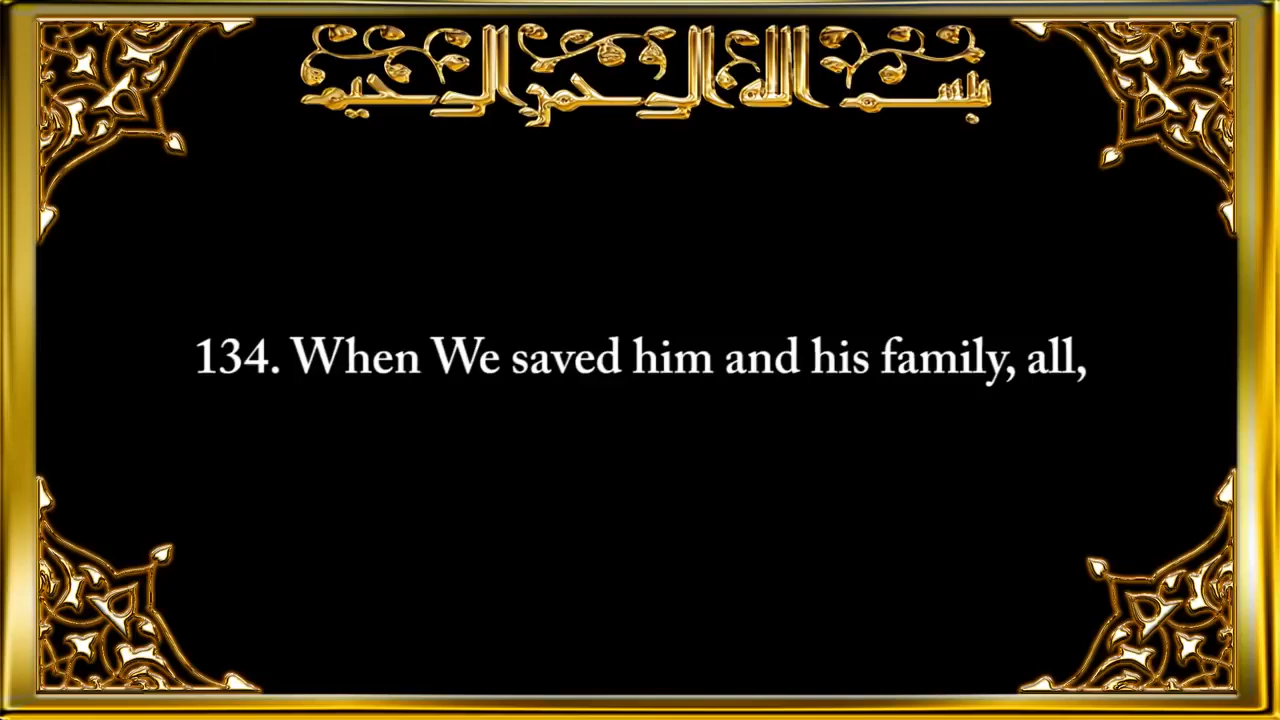 بسم الله الرحمن الرحيم
134. When We saved him and his family, all,